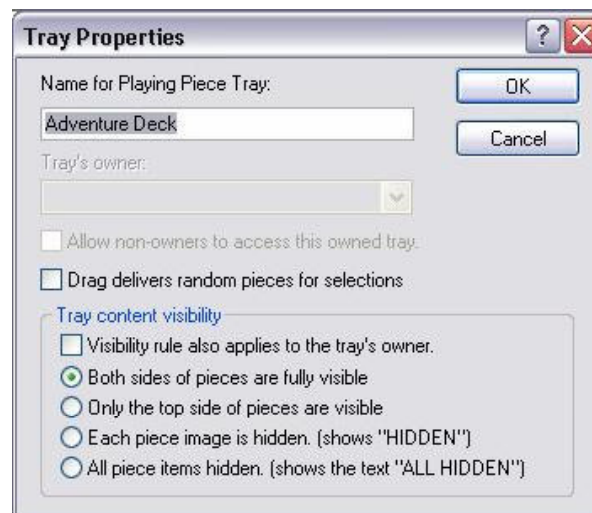 Tray Properties
Name for Playing Piece Tray:
OK
Adventure Deck
Cancel
Tray's owner:
Allow non-owners to access this owned tray.
Drag delivers random pieces for selections
Tray content visibility
Visibility rule also applies to the tray's owner.
Both sides of pieces are fully visible
Only the top side of pieces are visible
Each piece image is hidden. (shows "HIDDEN")
All piece items hidden. (shows the text "ALL HIDDEN")